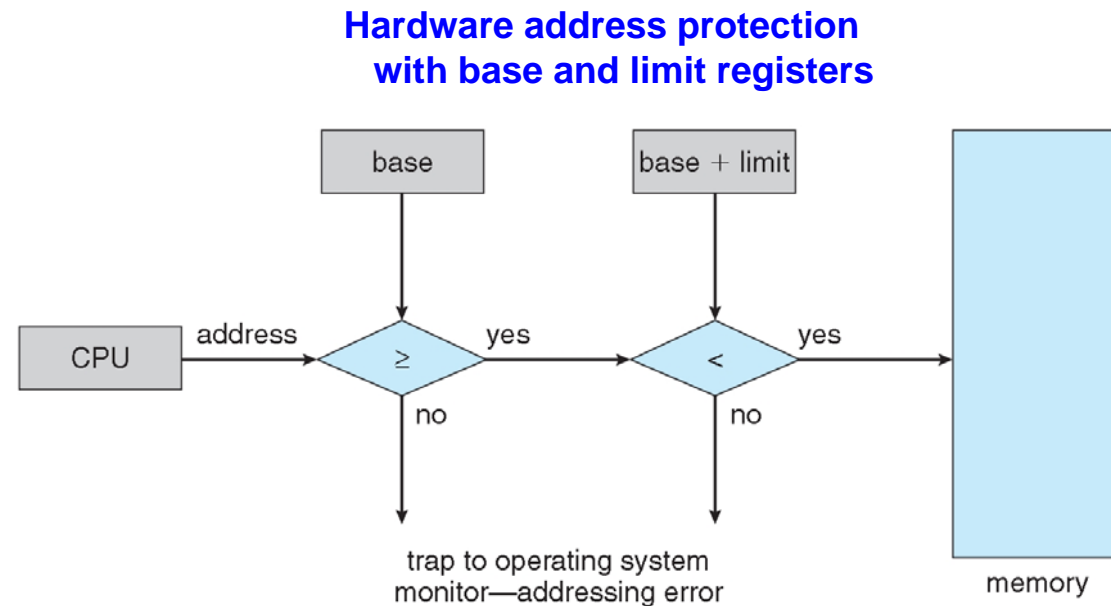 Hardware address protection
with base and limit registers
base
base + limit
CPU
address
≥
yes
<
yes
no
no
trap to operating system
monitor—addressing error
memory